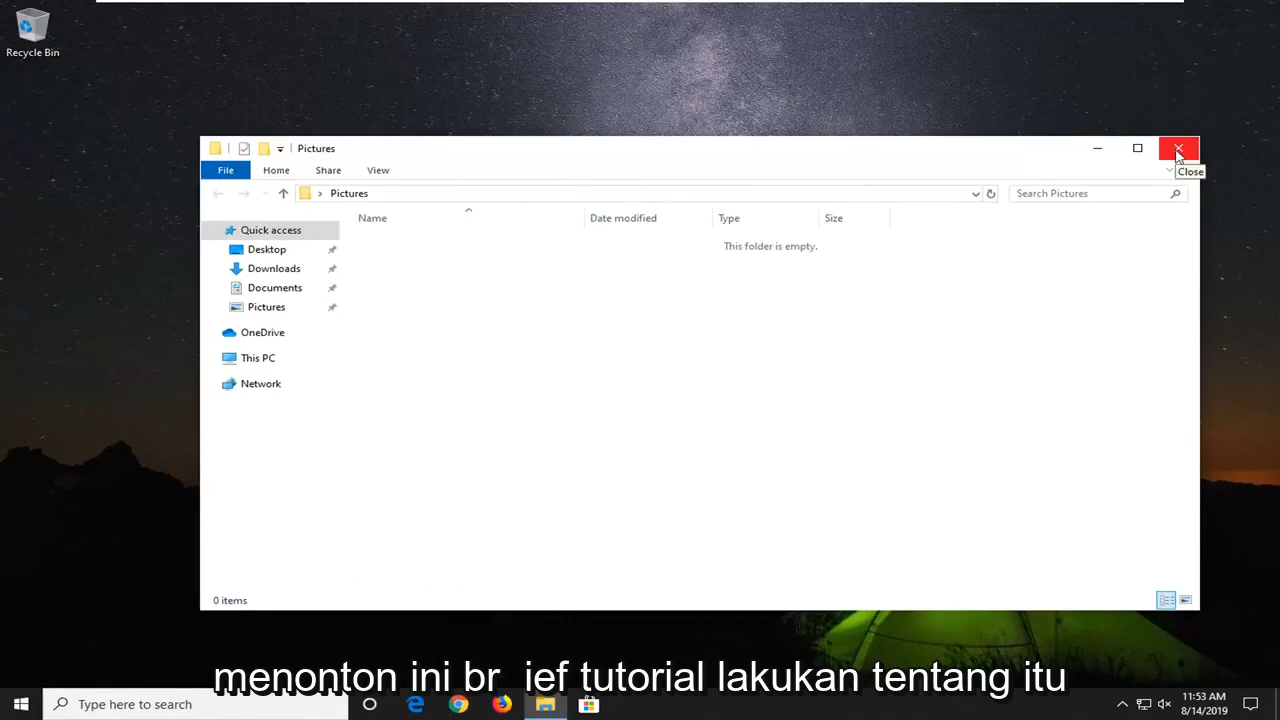 Recycle Bin
Pictures
Close
File Home Share View
Pictures
Search Pictures
Name Date modified Type Size
This folder is empty.
Quick access
Desktop
Downloads
Documents
Pictures
OneDrive
This PC
Network
0 items
menonton ini br ief tutorial lakukan tentang itu
Type here to search
11:53 AM
8/14/2019